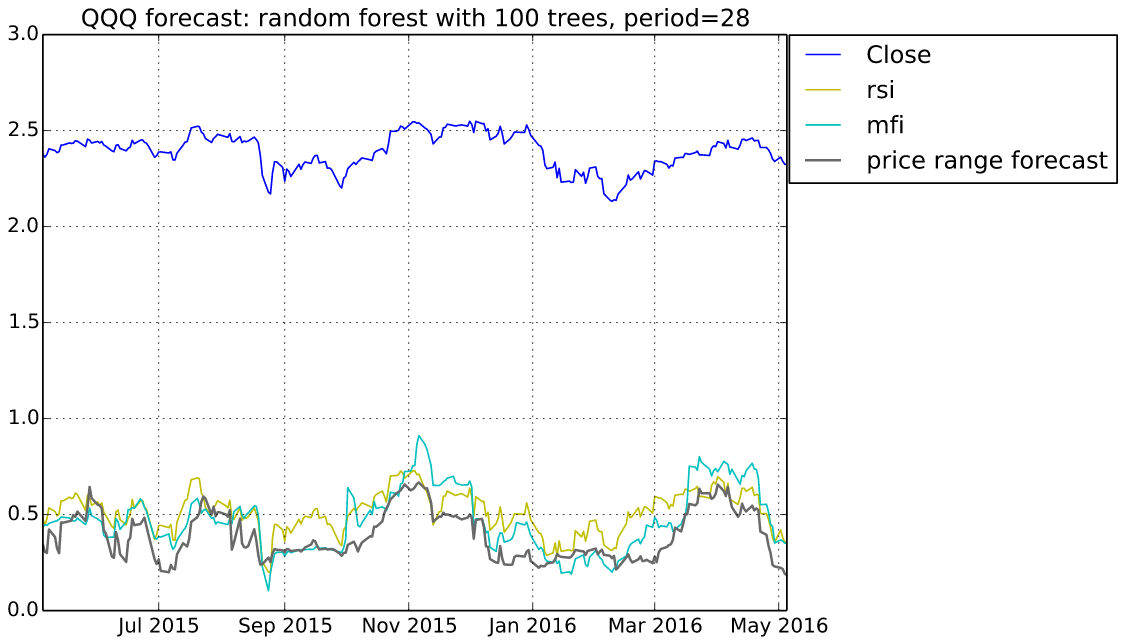 QQQ forecast: random forest with 100 trees, period=28
3.0
2.5
2.0
1.5
1.0
0.5
0.0
Jul 2015 Sep 2015 Nov 2015 Jan 2016 Mar 2016 May 2016
Close
rsi
mfi
price range forecast